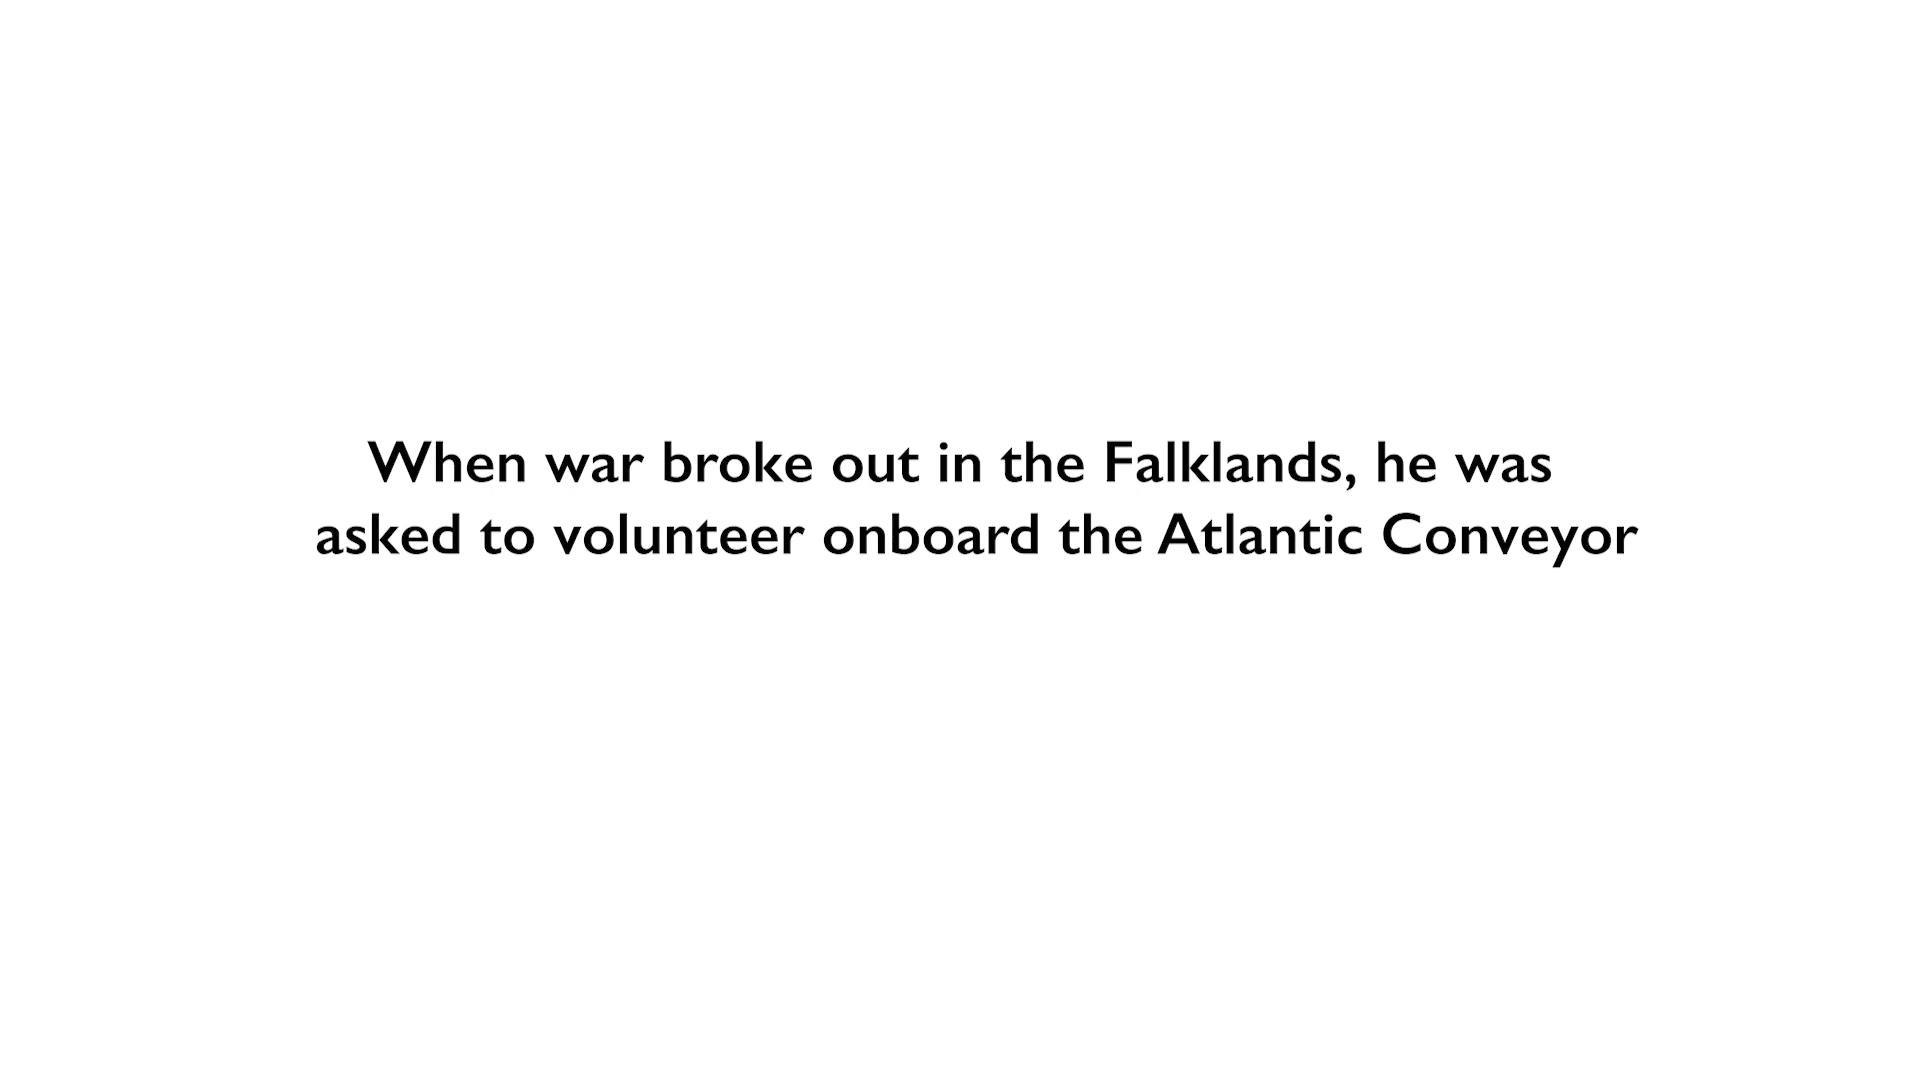 When war broke out in the Falklands, he was
asked to volunteer onboard the Atlantic Conveyor